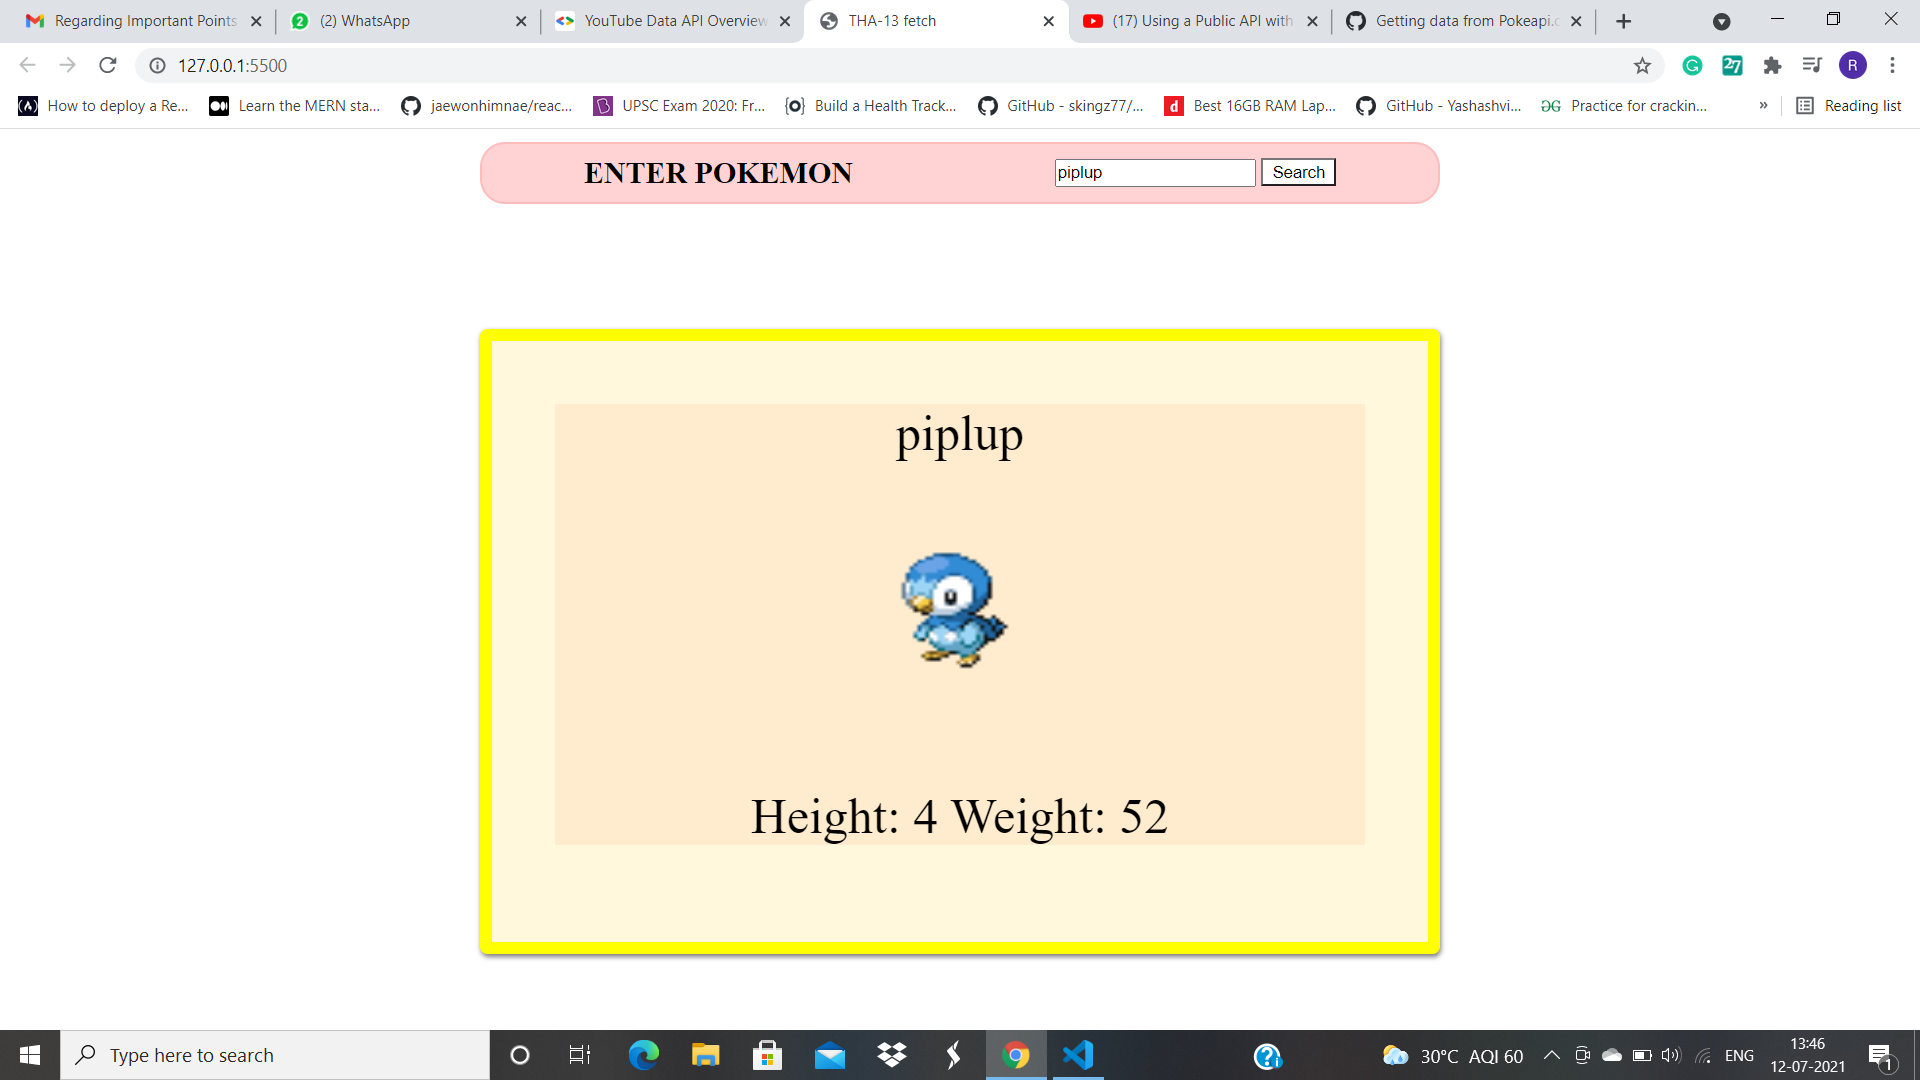 Regarding Important Points
(2) WhatsApp
YouTube Data API Overview
THA-13 fetch
(17) Using a Public API with
Getting data from Pokeapi.c
127.0.0.1:5500
R
How to deploy a Re...
Learn the MERN sta...
jaewonhimnae/reac...
UPSC Exam 2020: Fr...
Build a Health Track...
GitHub - skingz77/...
Best 16GB RAM Lap...
GitHub - Yashashvi...
Practice for crackin...
»
Reading list
ENTER POKEMON
piplup
Search
piplup
Height: 4 Weight: 52
Type here to search
30°C AQI 60
ENG
13:46
12-07-2021
1